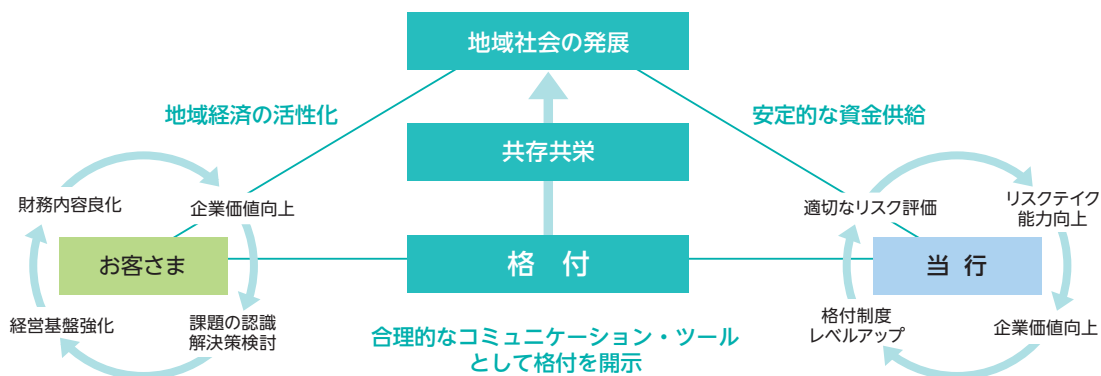 地域社会の発展
地域経済の活性化
安定的な資金供給
共存共栄
財務内容良化
企業価値向上
適切なリスク評価
リスクテイク
能力向上
お客さま
格 付
当 行
経営基盤強化
課題の認識
解決策検討
合理的なコミュニケーション・ツール
として格付を開示
格付制度
レベルアップ
企業価値向上